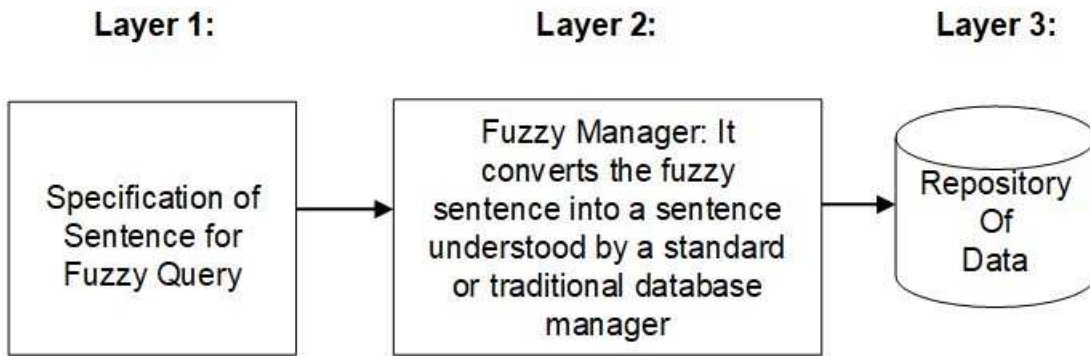 Layer 1:
Layer 2:
Layer 3:
Specification of
Sentence for
Fuzzy Query
Fuzzy Manager: It
converts the fuzzy
sentence into a sentence
understood by a standard
or traditional database
manager
Repository
Of
Data